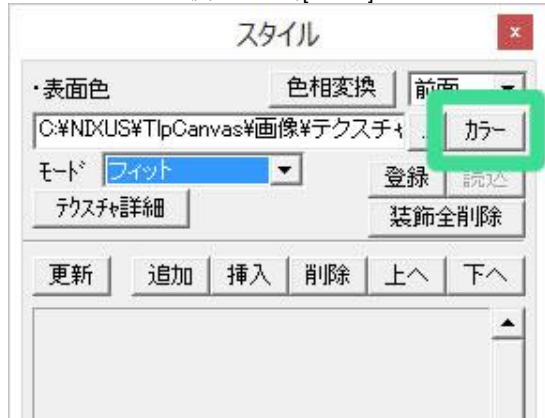 スタイル
x
・表面色
色相変換
前面
C:¥NIXUS¥TlpCanvas¥画像¥テクスチャ
カラー
モード
フィット
登録
読込
テクスチャ詳細
装飾全削除
更新
追加
挿入
削除
上へ
下へ